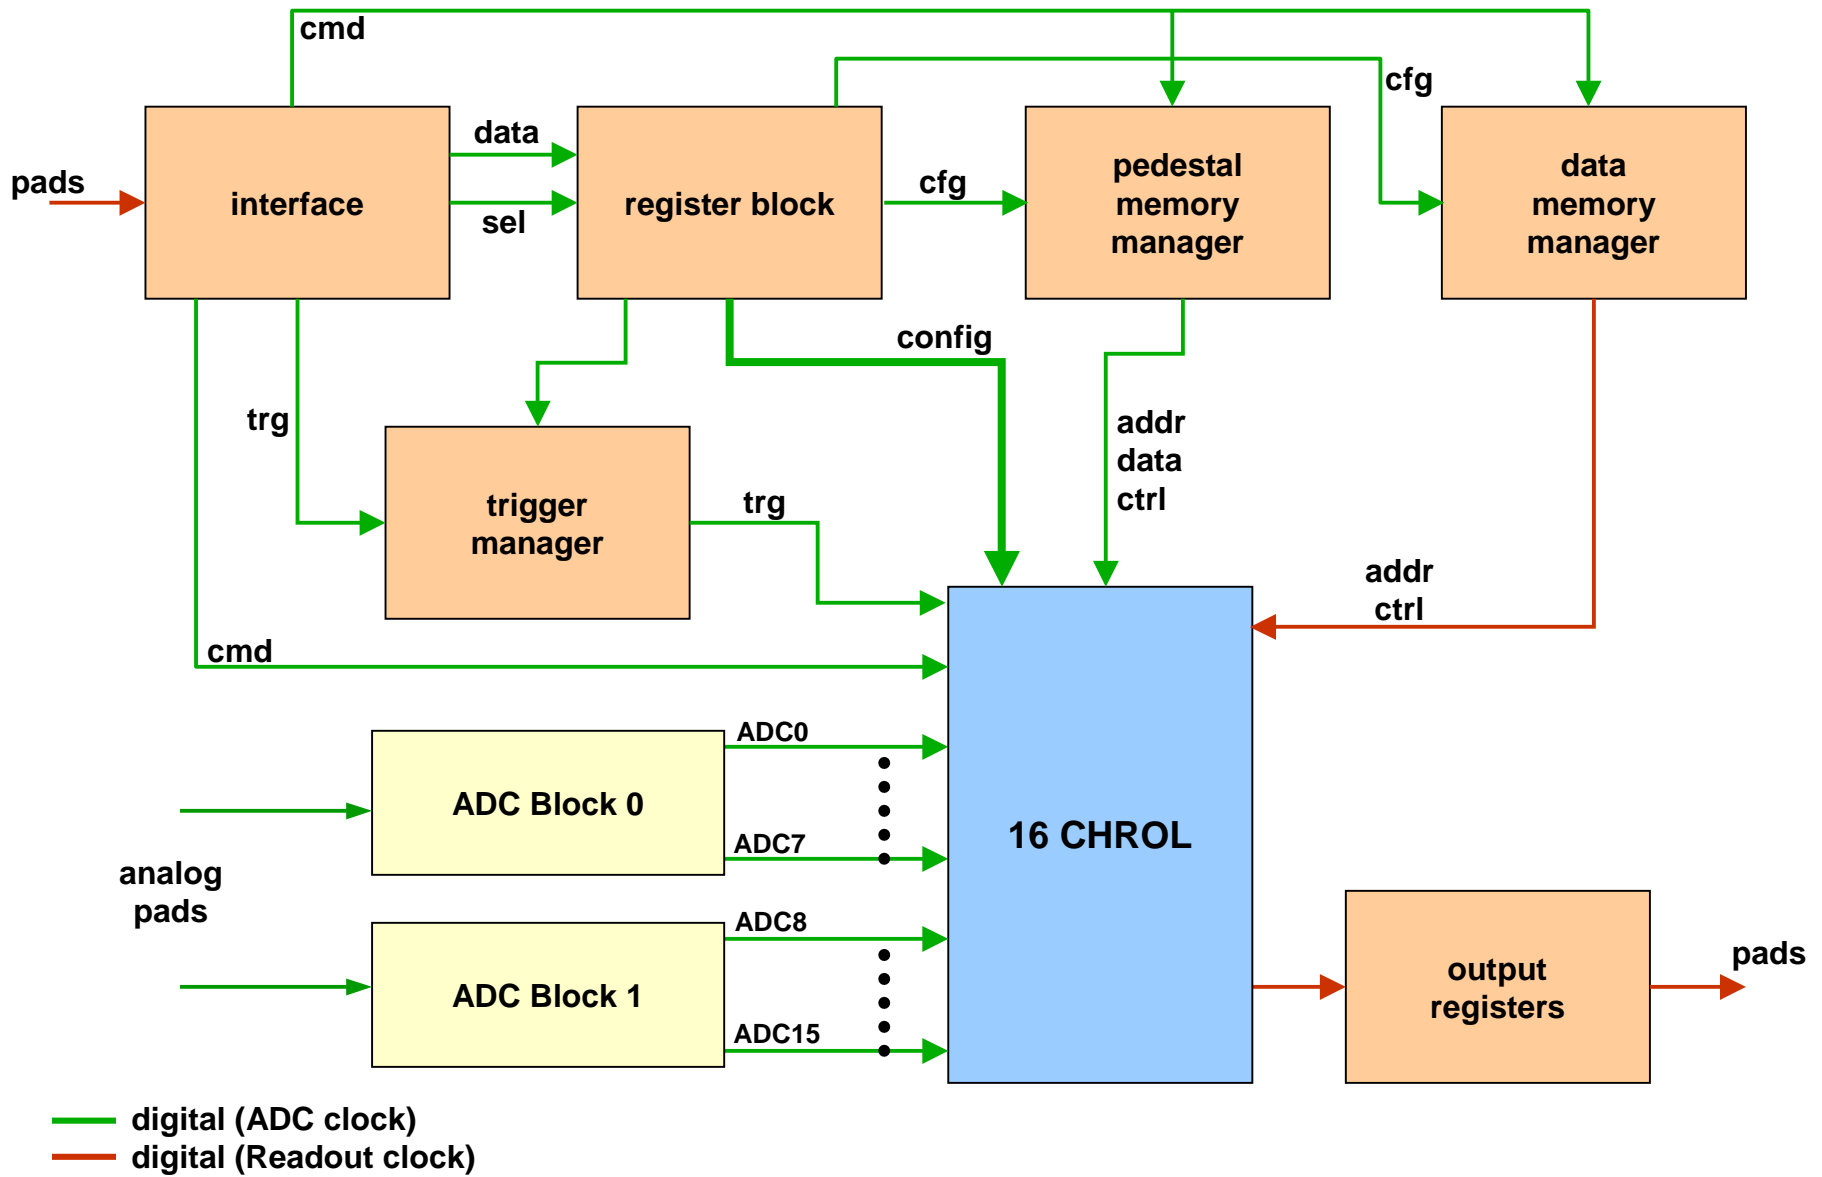 cmd
cfg
data
pads
interface
sel
register block
cfg
pedestal
memory
manager
data
memory
manager
config
trg
addr
data
ctrl
trigger
manager
trg
addr
ctrl
cmd
ADC0
ADC Block 0
ADC7
16 CHROL
analog
pads
ADC8
ADC Block 1
ADC15
output
registers
pads
digital (ADC clock)
digital (Readout clock)